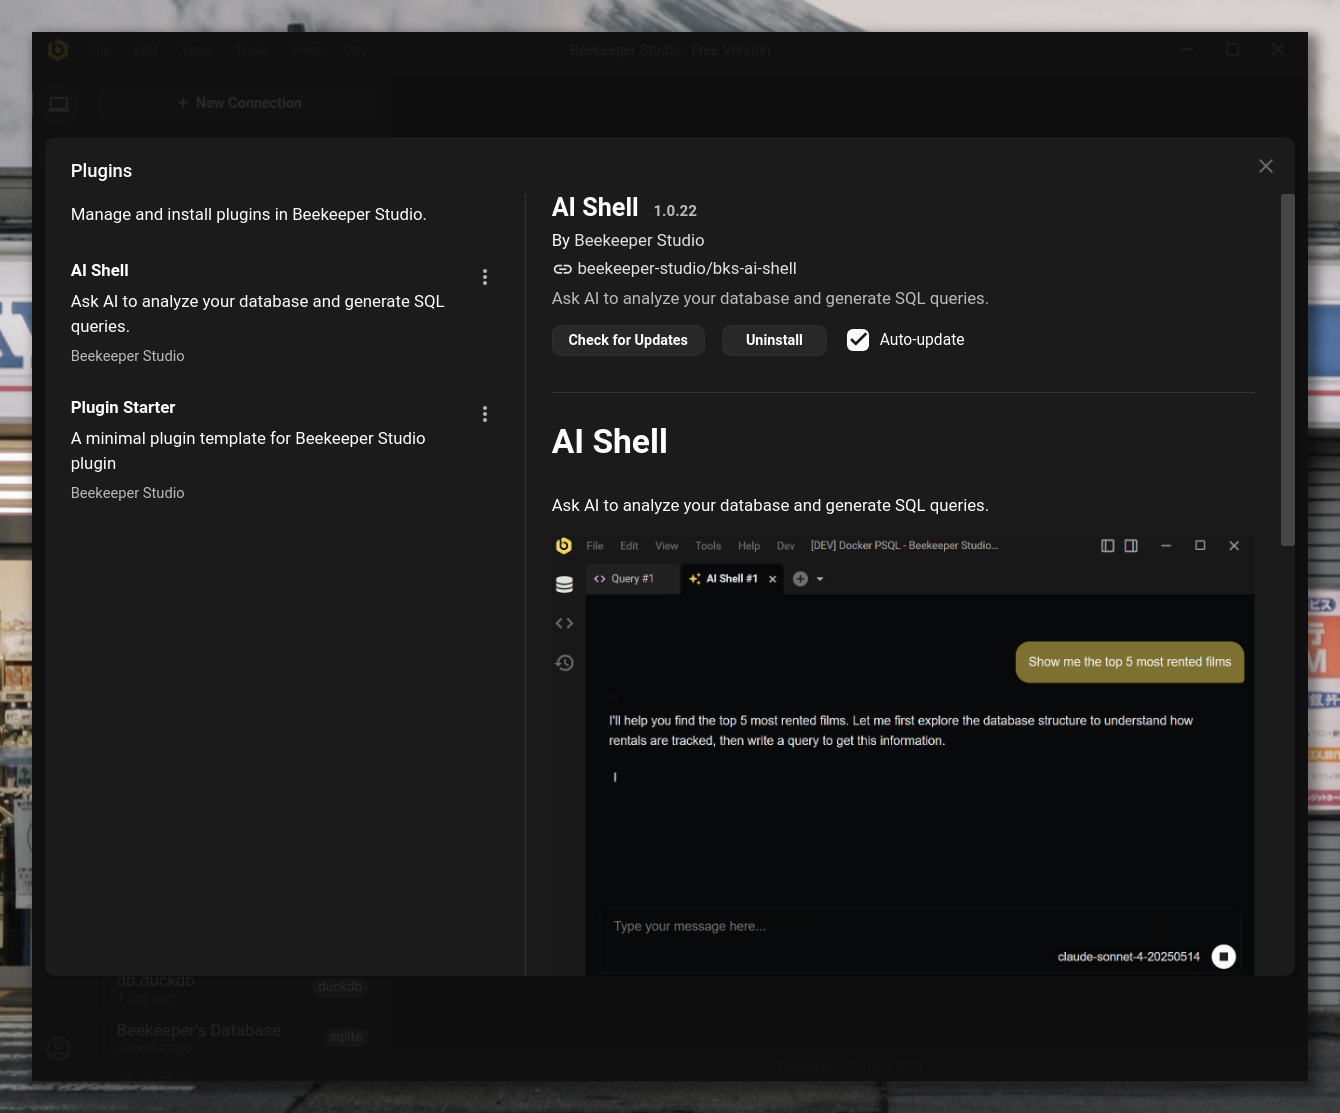 File Edit View Tools Help Dev
Beekeeper Studio - Free Version
+ New Connection
Plugins
Manage and install plugins in Beekeeper Studio.
AI Shell
Ask AI to analyze your database and generate SQL
queries.
Beekeeper Studio
Plugin Starter
A minimal plugin template for Beekeeper Studio
plugin
Beekeeper Studio
AI Shell 1.0.22
By Beekeeper Studio
beekeeper-studio/bks-ai-shell
Ask AI to analyze your database and generate SQL queries.
Check for Updates Uninstall Auto-update
AI Shell
Ask AI to analyze your database and generate SQL queries.
File Edit View Tools Help Dev [DEV] Docker PSQL - Beekeeper Studio...
Query #1 AI Shell #1
Show me the top 5 most rented films
I'll help you find the top 5 most rented films. Let me first explore the database structure to understand how
rentals are tracked, then write a query to get this information.
Type your message here...
claude-sonnet-4-20250514
db.duckdb
duckdb
1 day ago
Beekeeper's Database
sqlite
2 weeks ago